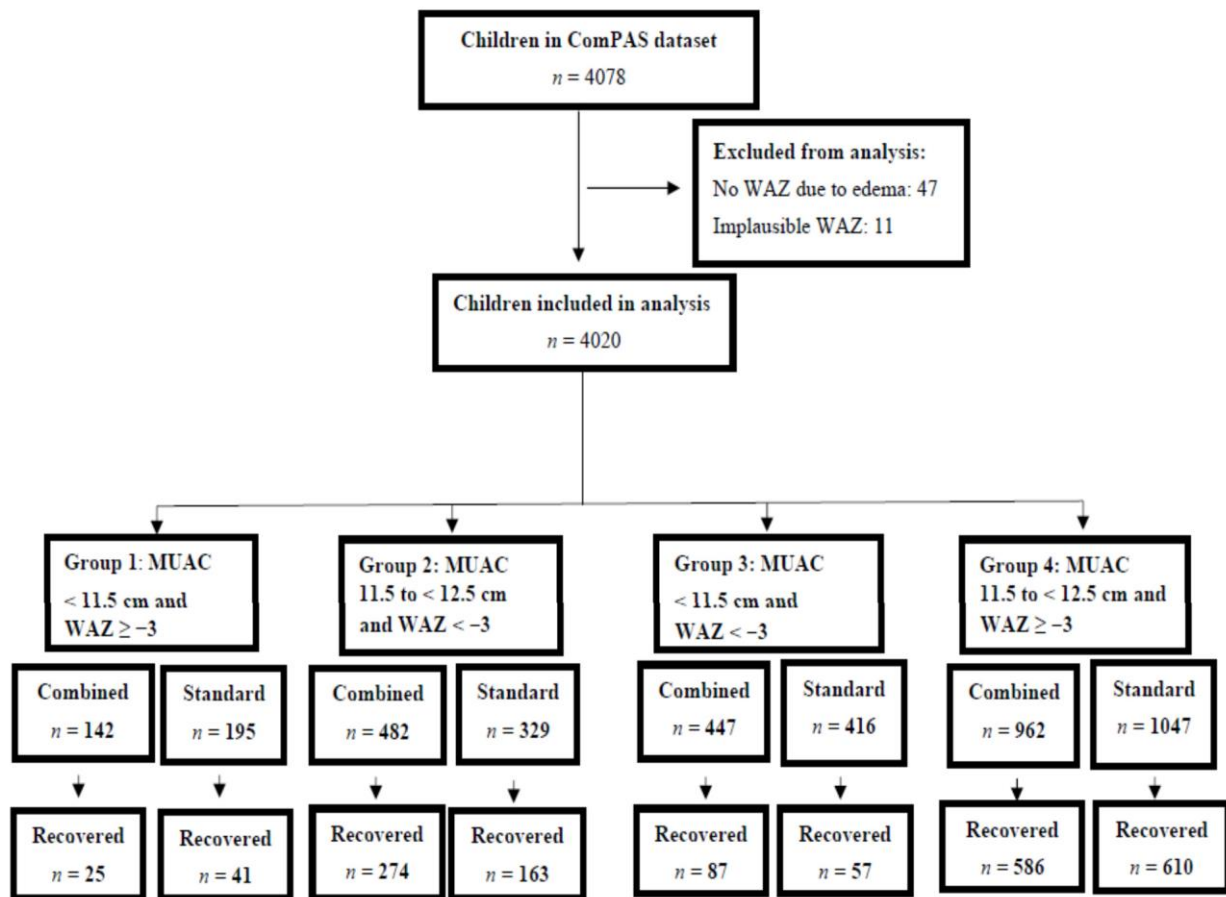 Children in ComPAS dataset
n = 4078
Excluded from analysis:
No WAZ due to edema: 47
Implausible WAZ: 11
Children included in analysis
n = 4020
Group 1: MUAC
< 11.5 cm and
WAZ ≥ −3
Group 2: MUAC
11.5 to < 12.5 cm
and WAZ < −3
Group 3: MUAC
< 11.5 cm and
WAZ < −3
Group 4: MUAC
11.5 to < 12.5 cm and
WAZ ≥ −3
Combined
n = 142
Standard
n = 195
Combined
n = 482
Standard
n = 329
Combined
n = 447
Standard
n = 416
Combined
n = 962
Standard
n = 1047
Recovered
n = 25
Recovered
n = 41
Recovered
n = 274
Recovered
n = 163
Recovered
n = 87
Recovered
n = 57
Recovered
n = 586
Recovered
n = 610